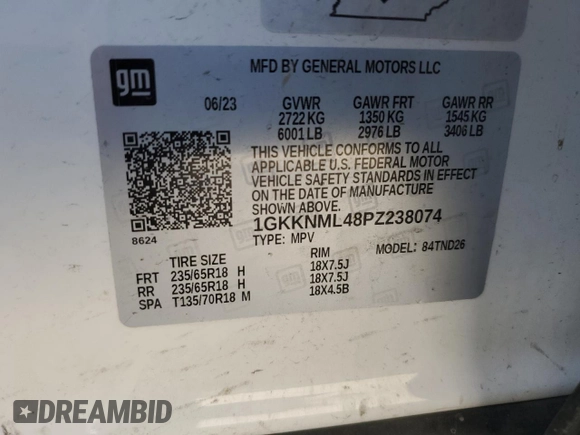 gm
MFD BY GENERAL MOTORS LLC
06/23 GVWR GAWR FRT GAWR RR
2722 KG 1350 KG 1545 KG
6001 LB 2976 LB 3406 LB
THIS VEHICLE CONFORMS TO ALL
APPLICABLE U.S. FEDERAL MOTOR
VEHICLE SAFETY STANDARDS IN EFFECT
ON THE DATE OF MANUFACTURE
SHOWN ABOVE.
8624
1GKKNML48PZ238074
TYPE: MPV MODEL: 84TND26
TIRE SIZE RIM
FRT 235/65R18 H 18X7.5J
RR 235/65R18 H 18X7.5J
SPA T135/70R18 M 18X4.5B
DREAMBID